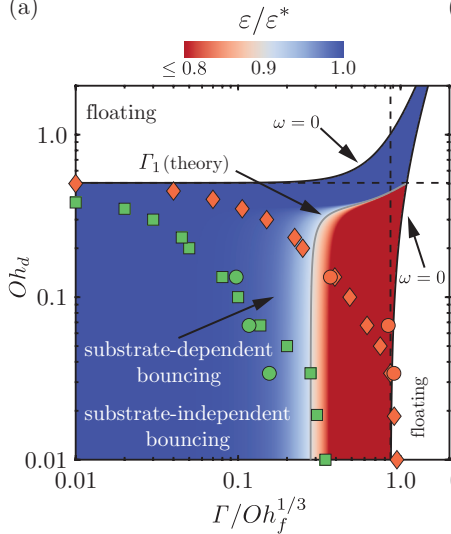 (a)
(
ε/ε*
≤ 0.8
0.9
1.0
floating
ω = 0
Γ₁(theory)
ω = 0
substrate-dependent
bouncing
substrate-independent
bouncing
floating
1.0
0.1
0.01
Oh_d
0.01
0.1
1.0
Γ/Oh_f^{1/3}